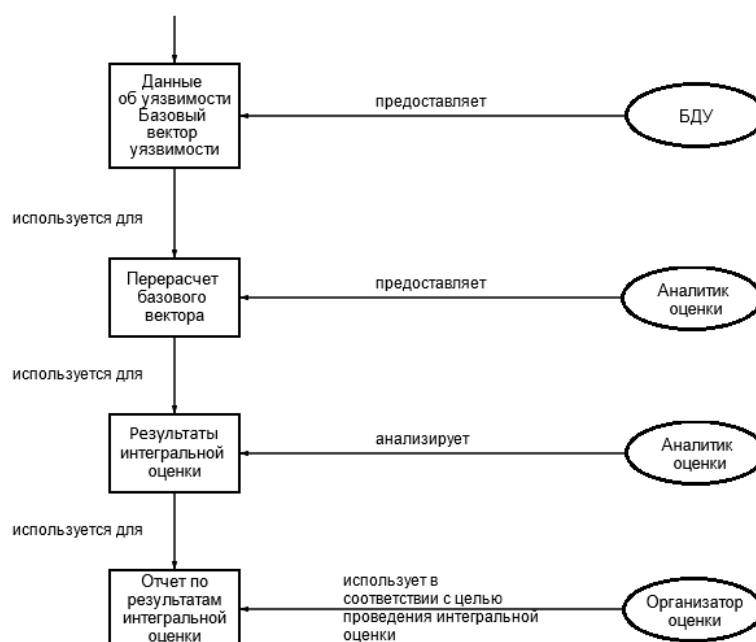 Данные
об уязвимости
Базовый
вектор
уязвимости
предоставляет
БДУ
используется для
Перерасчет
базового
вектора
предоставляет
Аналитик
оценки
используется для
Результаты
интегральной
оценки
анализирует
Аналитик
оценки
используется для
Отчет по
результатам
интегральной
оценки
использует в
соответствии с целью
проведения интегральной
оценки
Организатор
оценки